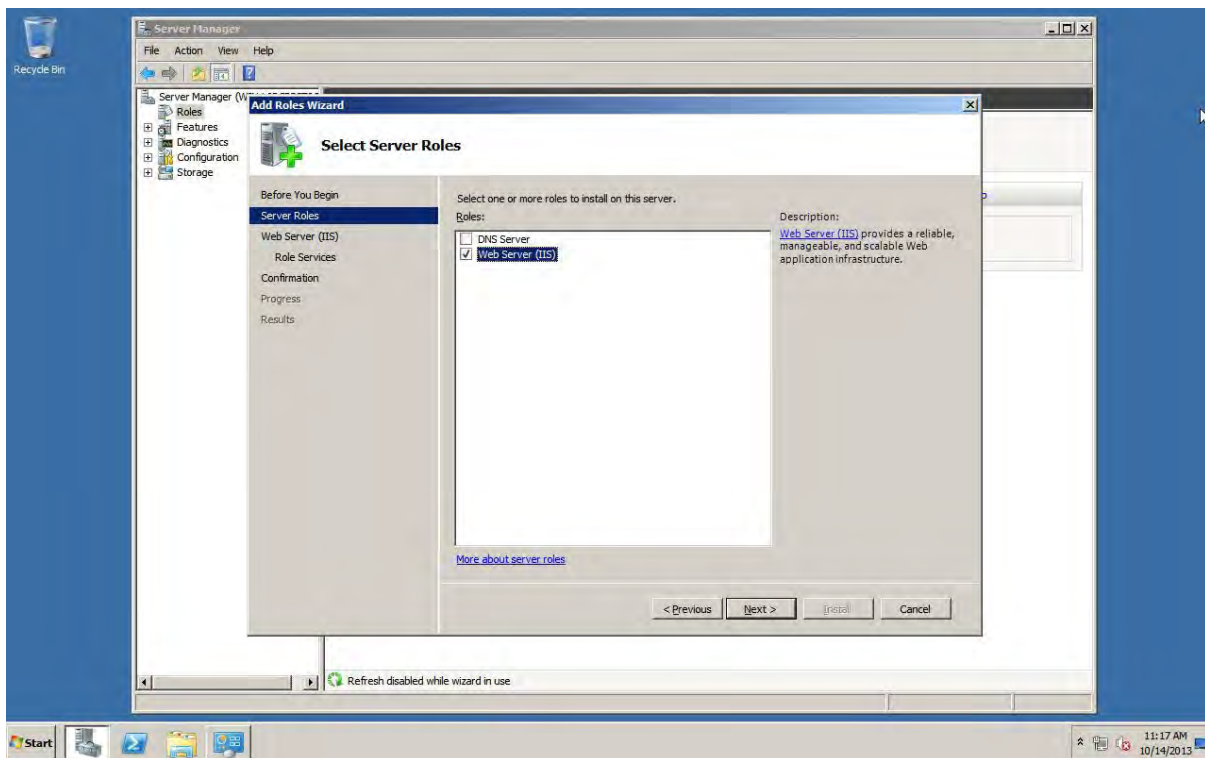 Recycle Bin
Server Manager
File Action View Help
Server Manager (W
Roles
Features
Diagnostics
Configuration
Storage
Add Roles Wizard
Select Server Roles
Before You Begin
Server Roles
Web Server (IIS)
Role Services
Confirmation
Progress
Results
Select one or more roles to install on this server.
Roles:
DNS Server
Web Server (IIS)
More about server roles
Description:
Web Server (IIS) provides a reliable,
manageable, and scalable Web
application infrastructure.
< Previous Next > Install Cancel
Refresh disabled while wizard in use
Start
11:17 AM
10/14/2013